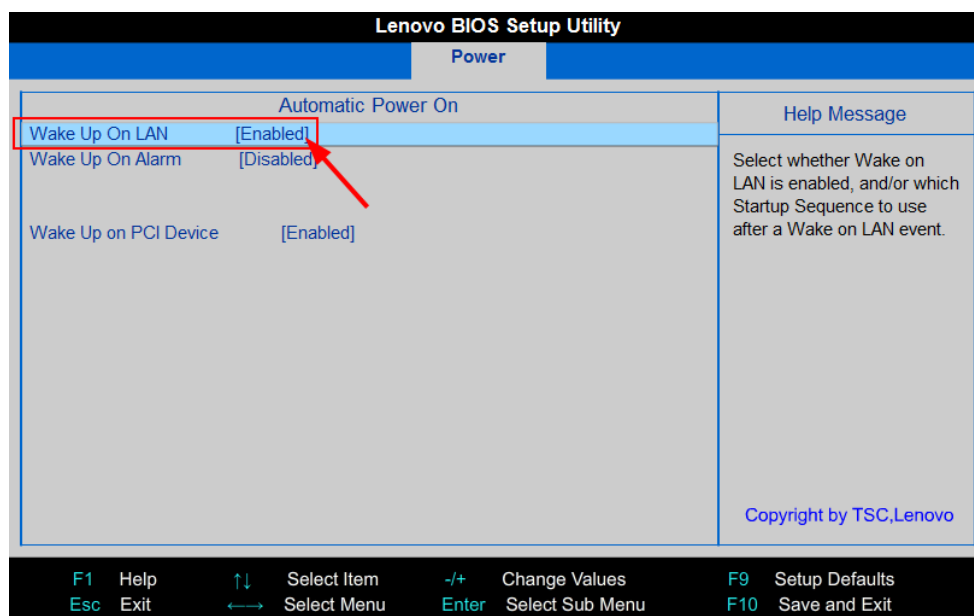 Lenovo BIOS Setup Utility
Power
Automatic Power On
Wake Up On LAN [Enabled]
Wake Up On Alarm [Disabled]
Wake Up on PCI Device [Enabled]
Help Message
Select whether Wake on
LAN is enabled, and/or which
Startup Sequence to use
after a Wake on LAN event.
Copyright by TSC,Lenovo
F1 Help ↑↓ Select Item -/+ Change Values F9 Setup Defaults
Esc Exit ←→ Select Menu Enter Select Sub Menu F10 Save and Exit